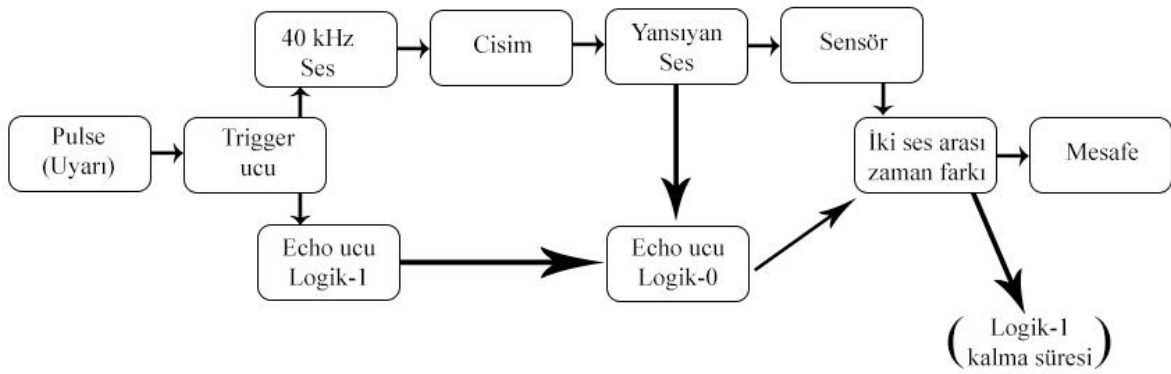 40 kHz
Ses
Cisim
Yansıyan
Ses
Sensör
Pulse
(Uyarı)
Trigger
ucu
İki ses arası
zaman farkı
Mesafe
Echo ucu
Logik-1
Echo ucu
Logik-0
(Logik-1
kalma süresi)